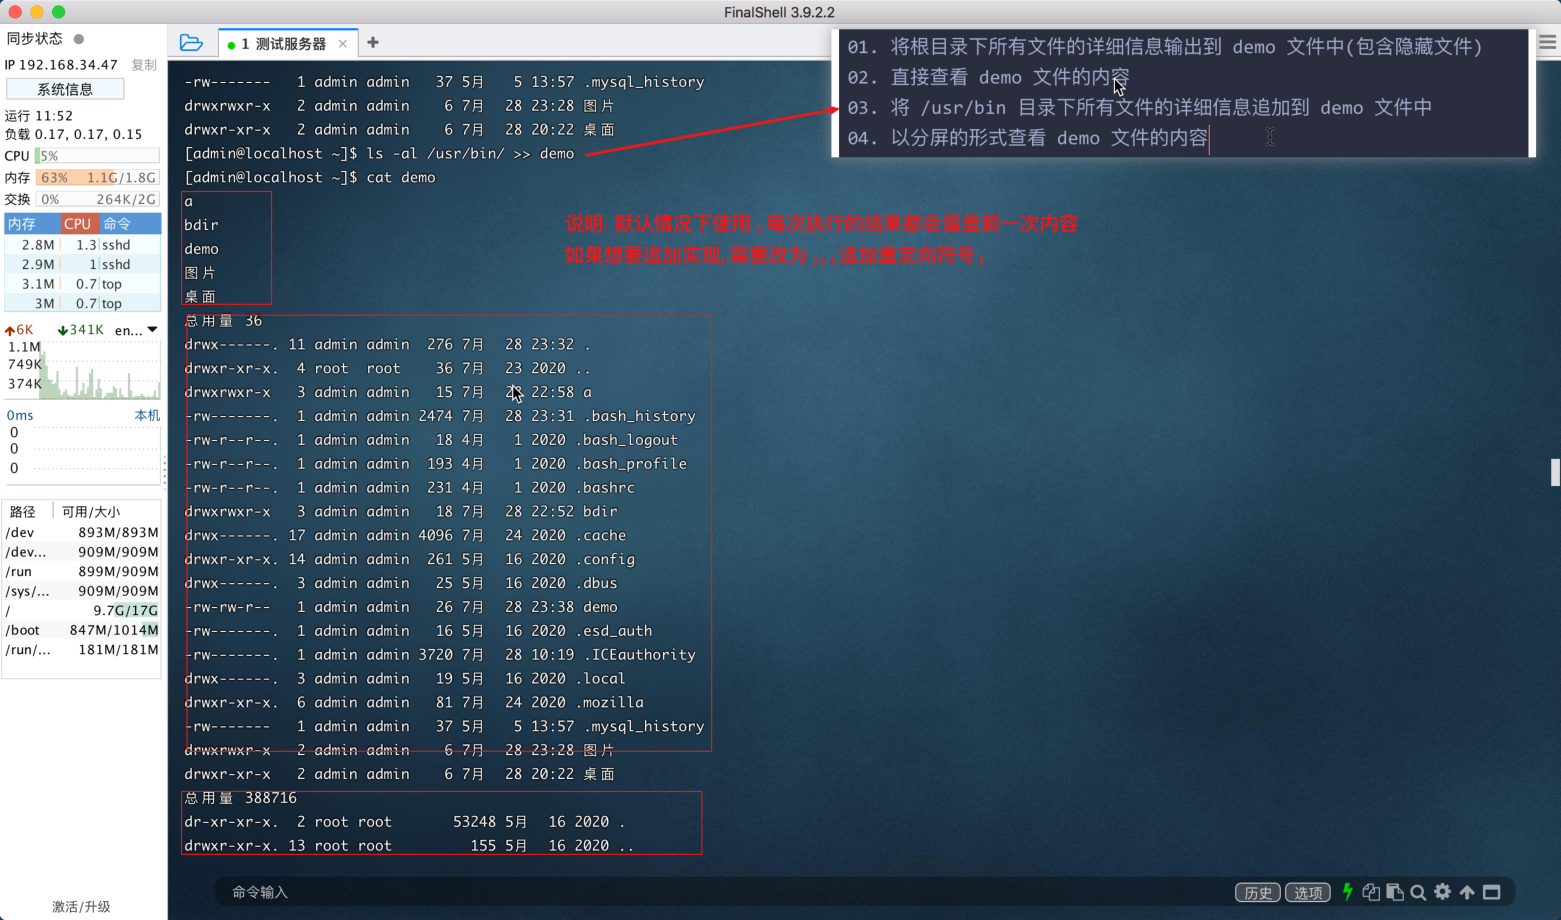 FinalShell 3.9.2.2
同步状态
IP 192.168.34.47 复制
系统信息
运行 11:52
负载 0.17, 0.17, 0.15
CPU 5%
内存 63% 1.1G/1.8G
交换 0% 264K/2G
内存 CPU 命令
2.8M 1.3 sshd
2.9M 1 sshd
3.1M 0.7 top
3M 0.7 top
6K 341K en...
1.1M
749K
374K
0ms 本机
0
0
0
路径 可用/大小
/dev 893M/893M
/dev... 909M/909M
/run 899M/909M
/sys/... 909M/909M
/ 9.7G/17G
/boot 847M/1014M
/run/... 181M/181M
激活/升级
1 测试服务器
01. 将根目录下所有文件的详细信息输出到 demo 文件中(包含隐藏文件)
02. 直接查看 demo 文件的内容
03. 将 /usr/bin 目录下所有文件的详细信息追加到 demo 文件中
04. 以分屏的形式查看 demo 文件的内容
-rw------- 1 admin admin 37 5月 5 13:57 .mysql_history
drwxrwxr-x 2 admin admin 6 7月 28 23:28 图片
drwxr-xr-x 2 admin admin 6 7月 28 20:22 桌面
[admin@localhost ~]$ ls -al /usr/bin/ >> demo
[admin@localhost ~]$ cat demo
a
bdir
demo
图片
桌面
说明: 默认情况下使用 > 每次执行的结果都会覆盖前一次内容
如果想要追加实现,需要改为 >>(追加重定向符号)
总用量 36
drwx------. 11 admin admin 276 7月 28 23:32 .
drwxr-xr-x. 4 root root 36 7月 23 2020 ..
drwxrwxr-x 3 admin admin 15 7月 28 22:58 a
-rw-------. 1 admin admin 2474 7月 28 23:31 .bash_history
-rw-r--r--. 1 admin admin 18 4月 1 2020 .bash_logout
-rw-r--r--. 1 admin admin 193 4月 1 2020 .bash_profile
-rw-r--r--. 1 admin admin 231 4月 1 2020 .bashrc
drwxrwxr-x 3 admin admin 18 7月 28 22:52 bdir
drwx------. 17 admin admin 4096 7月 24 2020 .cache
drwxr-xr-x. 14 admin admin 261 5月 16 2020 .config
drwx------. 3 admin admin 25 5月 16 2020 .dbus
-rw-rw-r-- 1 admin admin 26 7月 28 23:38 demo
-rw-------. 1 admin admin 16 5月 16 2020 .esd_auth
-rw-------. 1 admin admin 3720 7月 28 10:19 .ICEauthority
drwx------. 3 admin admin 19 5月 16 2020 .local
drwxr-xr-x. 6 admin admin 81 7月 24 2020 .mozilla
-rw------- 1 admin admin 37 5月 5 13:57 .mysql_history
drwxrwxr-x 2 admin admin 6 7月 28 23:28 图片
drwxr-xr-x 2 admin admin 6 7月 28 20:22 桌面
总用量 388716
dr-xr-xr-x. 2 root root 53248 5月 16 2020 .
drwxr-xr-x. 13 root root 155 5月 16 2020 ..
命令输入
历史 选项